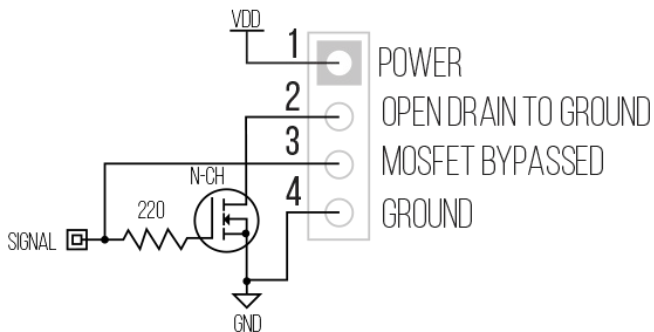 VDD
1 POWER
2 OPEN DRAIN TO GROUND
3 MOSFET BYPASSED
N-CH
4 GROUND
220
SIGNAL
GND